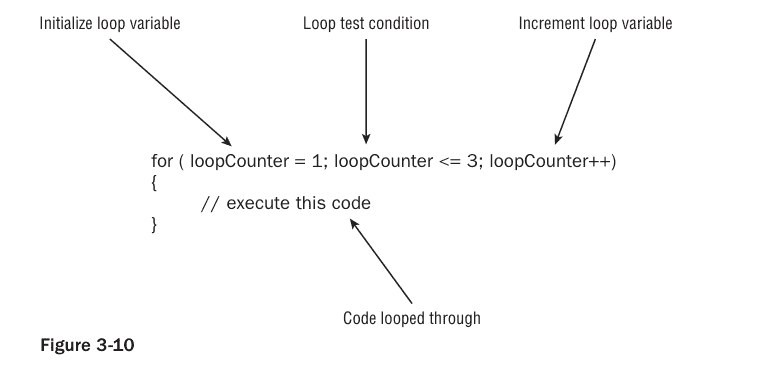 Initialize loop variable Loop test condition Increment loop variable
for ( loopCounter = 1; loopCounter <= 3; loopCounter++)
{
// execute this code
}
Code looped through
Figure 3-10